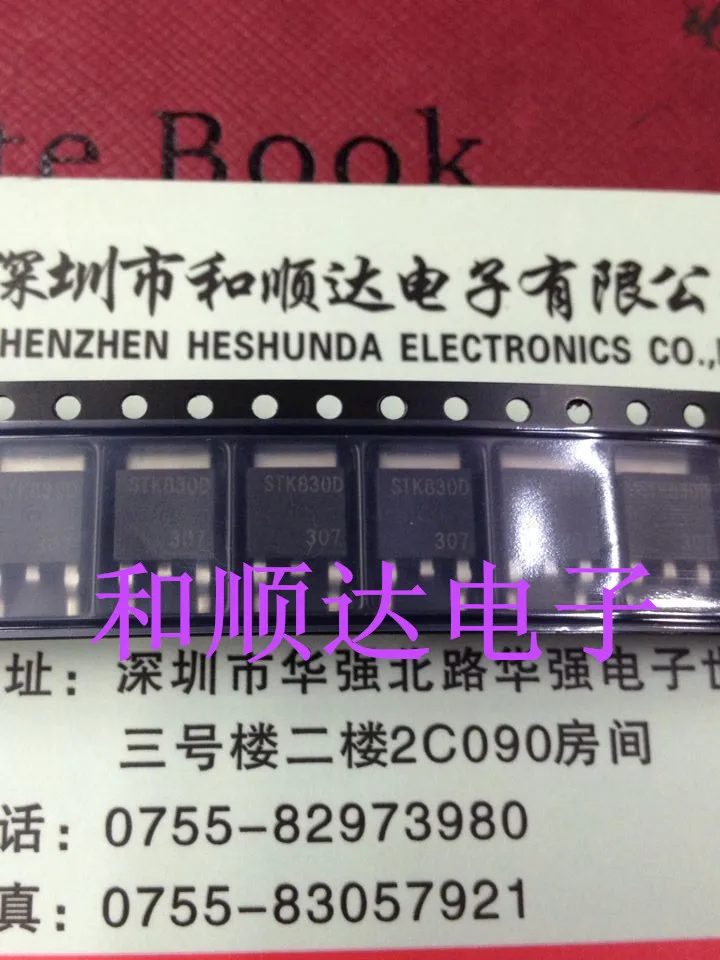 te Book
深圳市和顺达电子有限公
HENZHEN HESHUNDA ELECTRONICS CO.,
STK830D STK830D STK830D STK830D
307 307 307 307
和顺达电子
址：深圳市华强北路华强电子世
三号楼二楼2C090房间
话：0755-82973980
真：0755-83057921